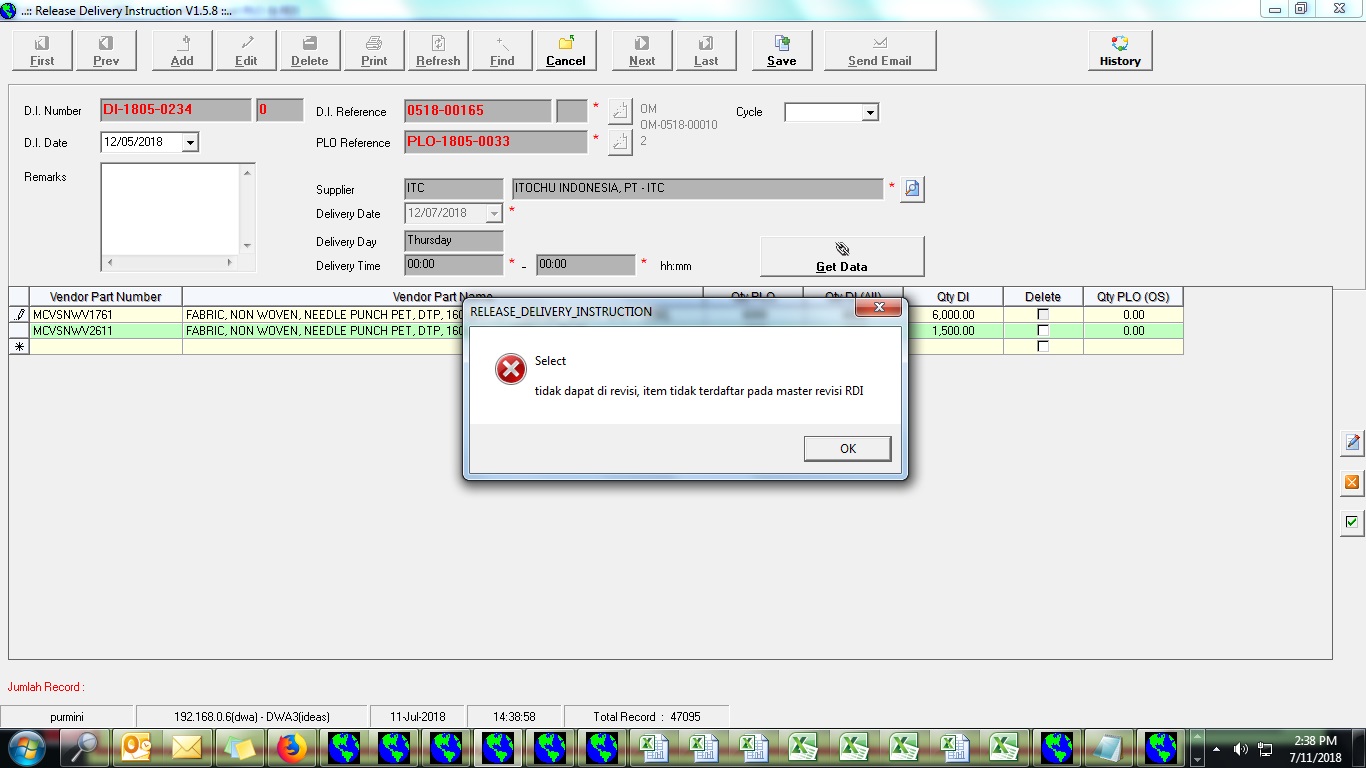 ..:: Release Delivery Instruction V1.5.8 ::..
First Prev Add Edit Delete Print Refresh Find Cancel Next Last Save Send Email History
D.I. Number DI-1805-0234 0 D.I. Reference 0518-00165 * OM Cycle
OM-0518-00010
D.I. Date 12/05/2018 PLO Reference PLO-1805-0033 * 2
Remarks
Supplier ITC ITOCHU INDONESIA, PT - ITC *
Delivery Date 12/07/2018 *
Delivery Day Thursday
Delivery Time 00:00 * - 00:00 * hh:mm
Get Data
Vendor Part Number Vendor Part Name Qty PLO Qty DI (All) Qty DI Delete Qty PLO (OS)
MCVSNWV1761 FABRIC, NON WOVEN, NEEDLE PUNCH PET, DTP, 160 6,000.00 0.00
MCVSNWV2611 FABRIC, NON WOVEN, NEEDLE PUNCH PET, DTP, 160 1,500.00 0.00
RELEASE_DELIVERY_INSTRUCTION
Select
tidak dapat di revisi, item tidak terdaftar pada master revisi RDI
OK
Jumlah Record :
purmini 192.168.0.6(dwa) - DWA3(ideas) 11-Jul-2018 14:38:58 Total Record : 47095
2:38 PM
7/11/2018